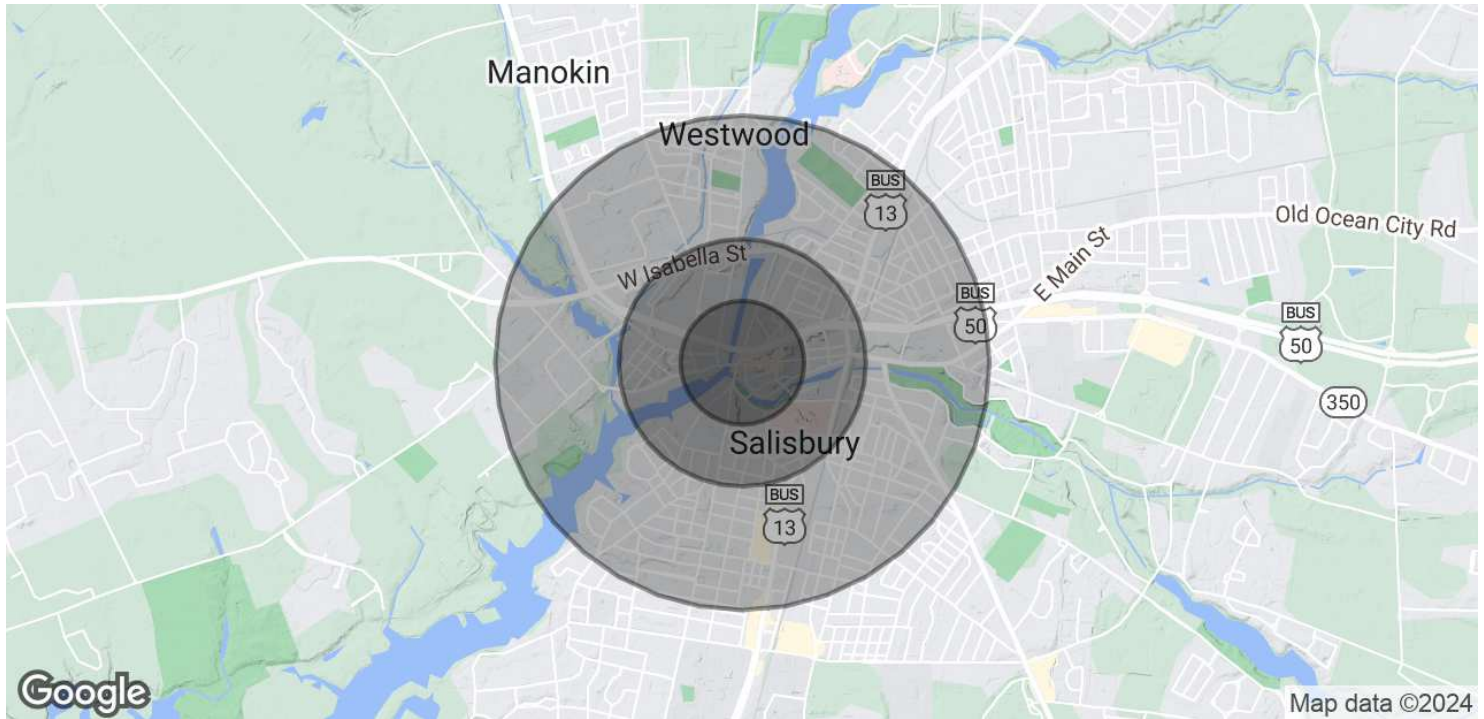 Manokin
Westwood
BUS
13
Old Ocean City Rd
E Main St
W Isabella St
BUS
50
BUS
50
350
Salisbury
BUS
13
Google
Map data ©2024